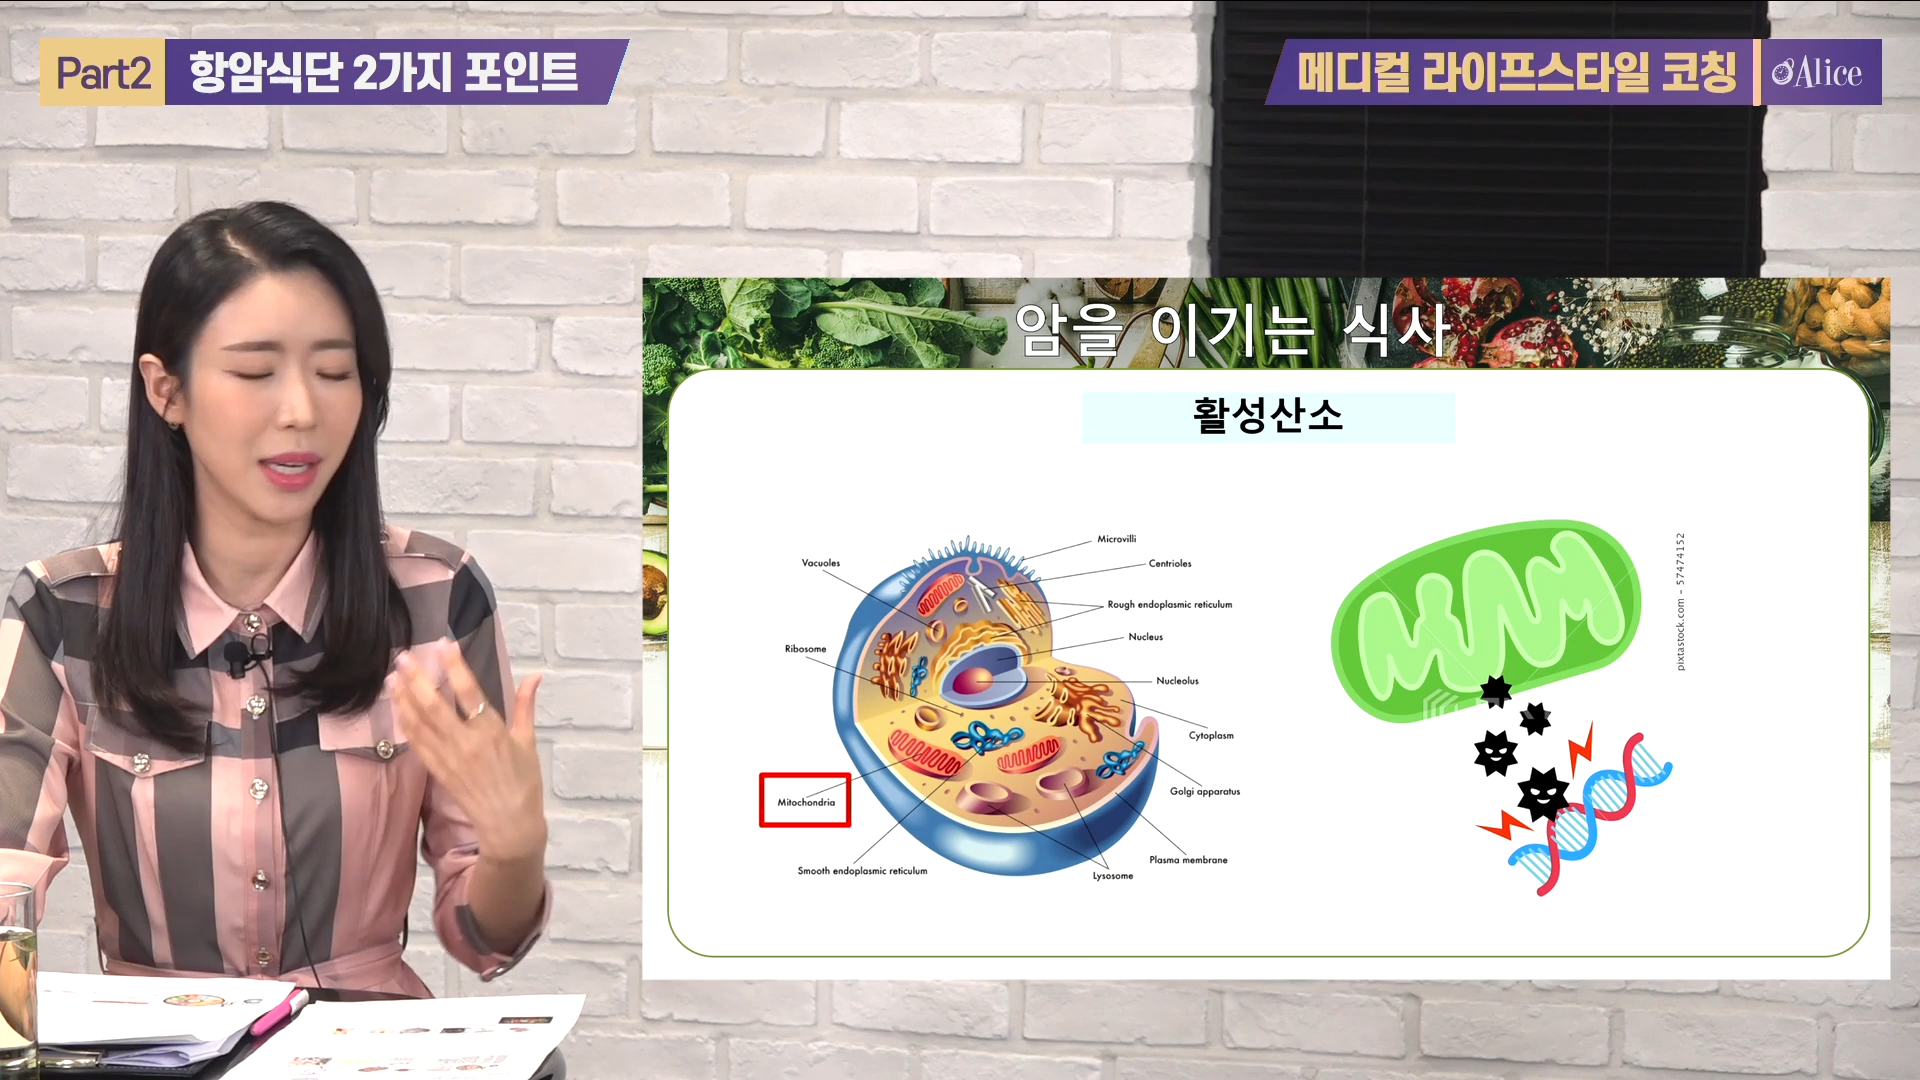 Part2 항암식단 2가지 포인트
메디컬 라이프스타일 코칭 Alice
암을 이기는 식사
활성산소
Microvilli
Vacuoles
Centrioles
Rough endoplasmic reticulum
Nucleus
Ribosome
Nucleolus
Cytoplasm
Golgi apparatus
Mitochondria
Plasma membrane
Smooth endoplasmic reticulum
Lysosome
pixtastock.com - 57474152